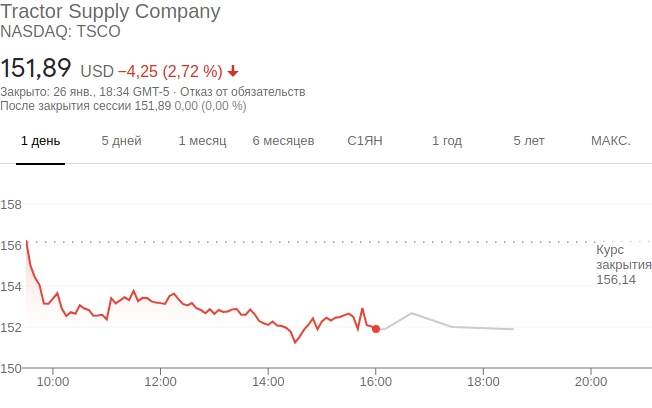 Tractor Supply Company
NASDAQ: TSCO
151,89 USD −4,25 (2,72 %)
Закрыто: 26 янв., 18:34 GMT-5 · Отказ от обязательств
После закрытия сессии 151,89 0,00 (0,00 %)
1 день 5 дней 1 месяц 6 месяцев С1ЯН 1 год 5 лет МАКС.
158
156
Курс
закрытия
156,14
154
152
150
10:00 12:00 14:00 16:00 18:00 20:00